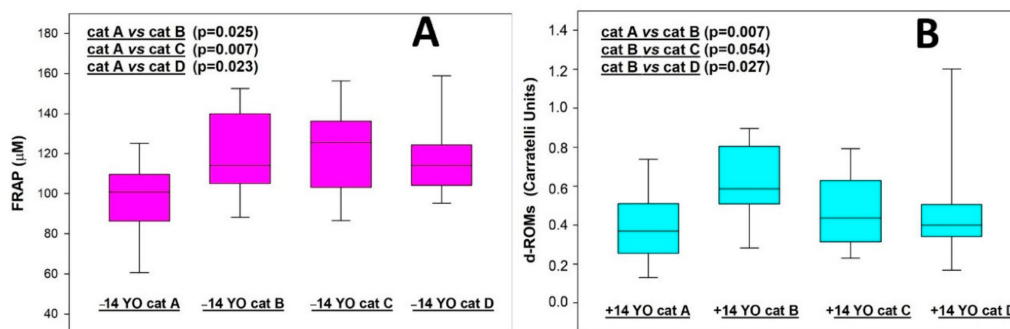 A
cat A vs cat B (p=0.025)
cat A vs cat C (p=0.007)
cat A vs cat D (p=0.023)
FRAP (µM)
180
160
140
120
100
80
60
40
–14 YO cat A
–14 YO cat B
–14 YO cat C
–14 YO cat D
B
cat A vs cat B (p=0.007)
cat B vs cat C (p=0.054)
cat B vs cat D (p=0.027)
d-ROMs (Carratelli Units)
1.4
1.2
1.0
0.8
0.6
0.4
0.2
0.0
+14 YO cat A
+14 YO cat B
+14 YO cat C
+14 YO cat D